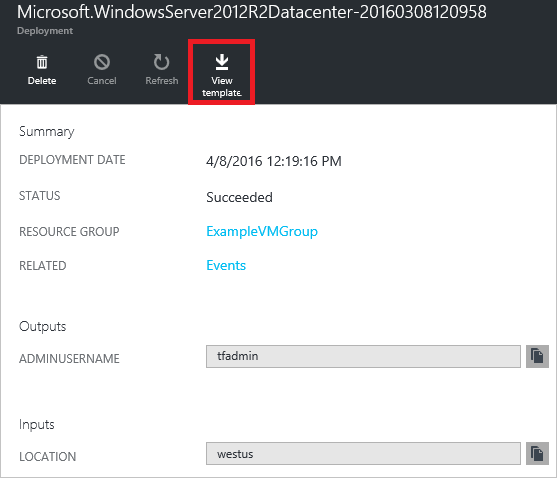 Microsoft.WindowsServer2012R2Datacenter-20160308120958
Deployment
Delete
Cancel
Refresh
View
template
Summary
DEPLOYMENT DATE
4/8/2016 12:19:16 PM
STATUS
Succeeded
RESOURCE GROUP
ExampleVMGroup
RELATED
Events
Outputs
ADMINUSERNAME
tfadmin
Inputs
LOCATION
westus